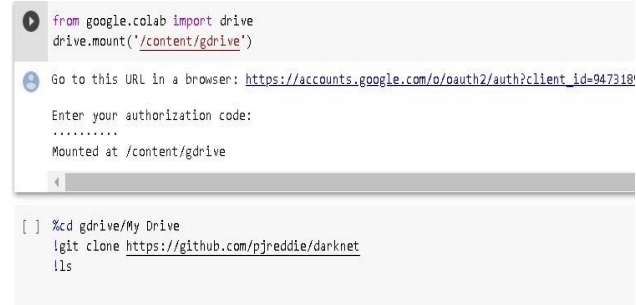 from google.colab import drive
drive.mount('/content/gdrive')
Go to this URL in a browser: https://accounts.google.com/o/oauth2/auth?client_id=947318
Enter your authorization code:
··········
Mounted at /content/gdrive
[ ] %cd gdrive/My Drive
!git clone https://github.com/pjreddie/darknet
!ls